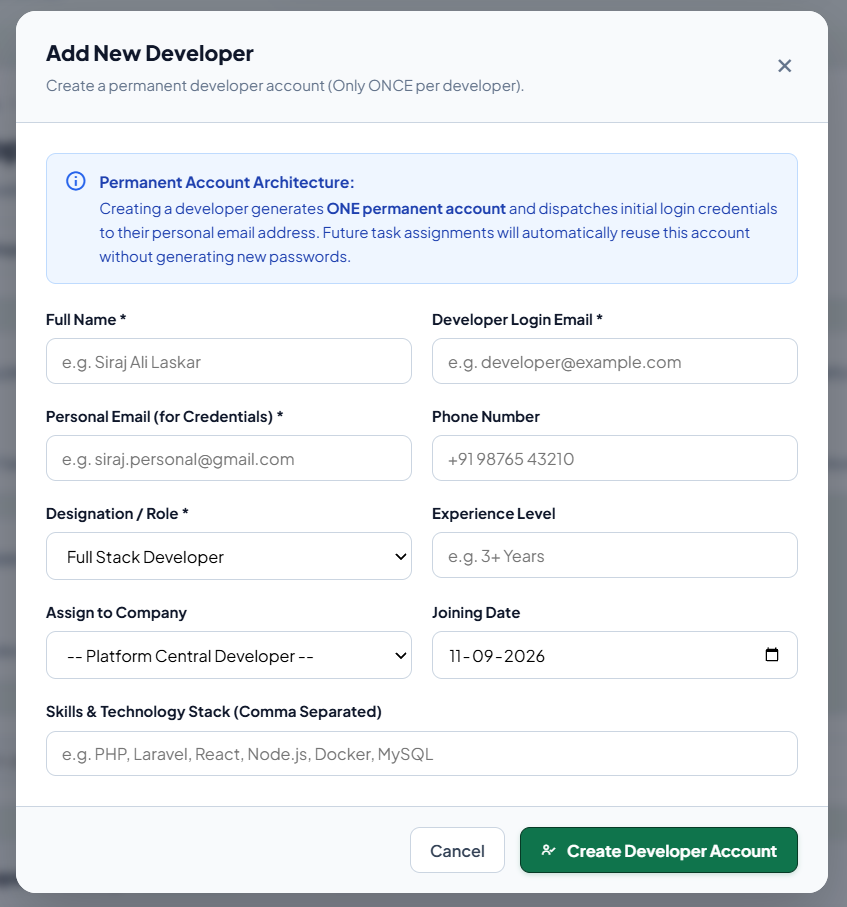 Add New Developer
Create a permanent developer account (Only ONCE per developer).
Permanent Account Architecture:
Creating a developer generates ONE permanent account and dispatches initial login credentials
to their personal email address. Future task assignments will automatically reuse this account
without generating new passwords.
Full Name *
Developer Login Email *
e.g. Siraj Ali Laskar
e.g. developer@example.com
Personal Email (for Credentials) *
Phone Number
e.g. siraj.personal@gmail.com
+91 98765 43210
Designation / Role *
Experience Level
Full Stack Developer
e.g. 3+ Years
Assign to Company
Joining Date
-- Platform Central Developer --
11-09-2026
Skills & Technology Stack (Comma Separated)
e.g. PHP, Laravel, React, Node.js, Docker, MySQL
Cancel
Create Developer Account